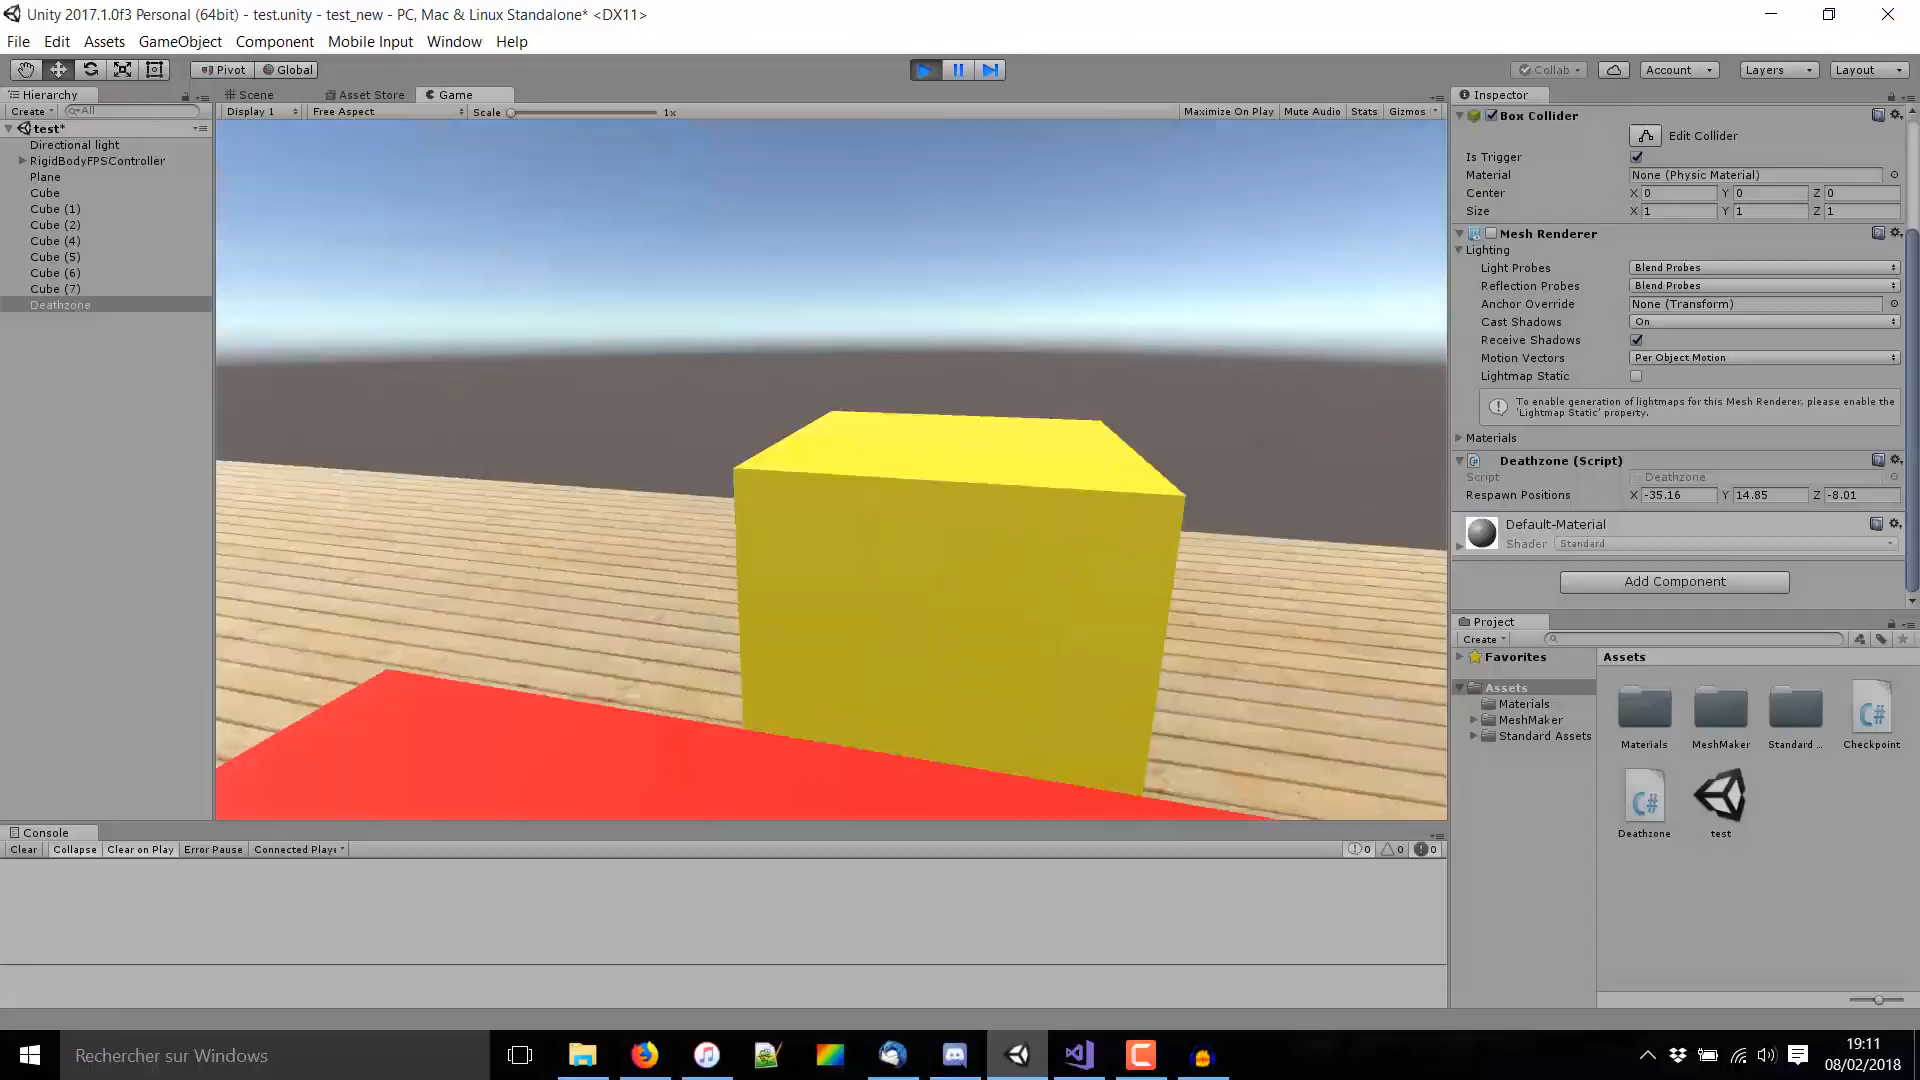 Unity 2017.1.0f3 Personal (64bit) - test.unity - test_new - PC, Mac & Linux Standalone* <DX11>
File Edit Assets GameObject Component Mobile Input Window Help
Pivot Global Collab Account Layers Layout
Hierarchy
Create All
test*
Directional light
RigidBodyFPSController
Plane
Cube
Cube (1)
Cube (2)
Cube (4)
Cube (5)
Cube (6)
Cube (7)
Deathzone
Scene Asset Store Game
Display 1 Free Aspect Scale 1x Maximize On Play Mute Audio Stats Gizmos
Inspector
Box Collider
Edit Collider
Is Trigger
Material None (Physic Material)
Center X 0 Y 0 Z 0
Size X 1 Y 1 Z 1
Mesh Renderer
Lighting
Light Probes Blend Probes
Reflection Probes Blend Probes
Anchor Override None (Transform)
Cast Shadows On
Receive Shadows
Motion Vectors Per Object Motion
Lightmap Static
To enable generation of lightmaps for this Mesh Renderer, please enable the
'Lightmap Static' property.
Materials
Deathzone (Script)
Script Deathzone
Respawn Positions X -35.16 Y 14.85 Z -8.01
Default-Material
Shader Standard
Add Component
Project
Create
Favorites
Assets
Materials
MeshMaker
Standard Assets
Assets
Materials MeshMaker Standard ... Checkpoint
C#
Deathzone test
C#
Console
Clear Collapse Clear on Play Error Pause Connected Playe 0 0 0
Rechercher sur Windows
19:11
08/02/2018